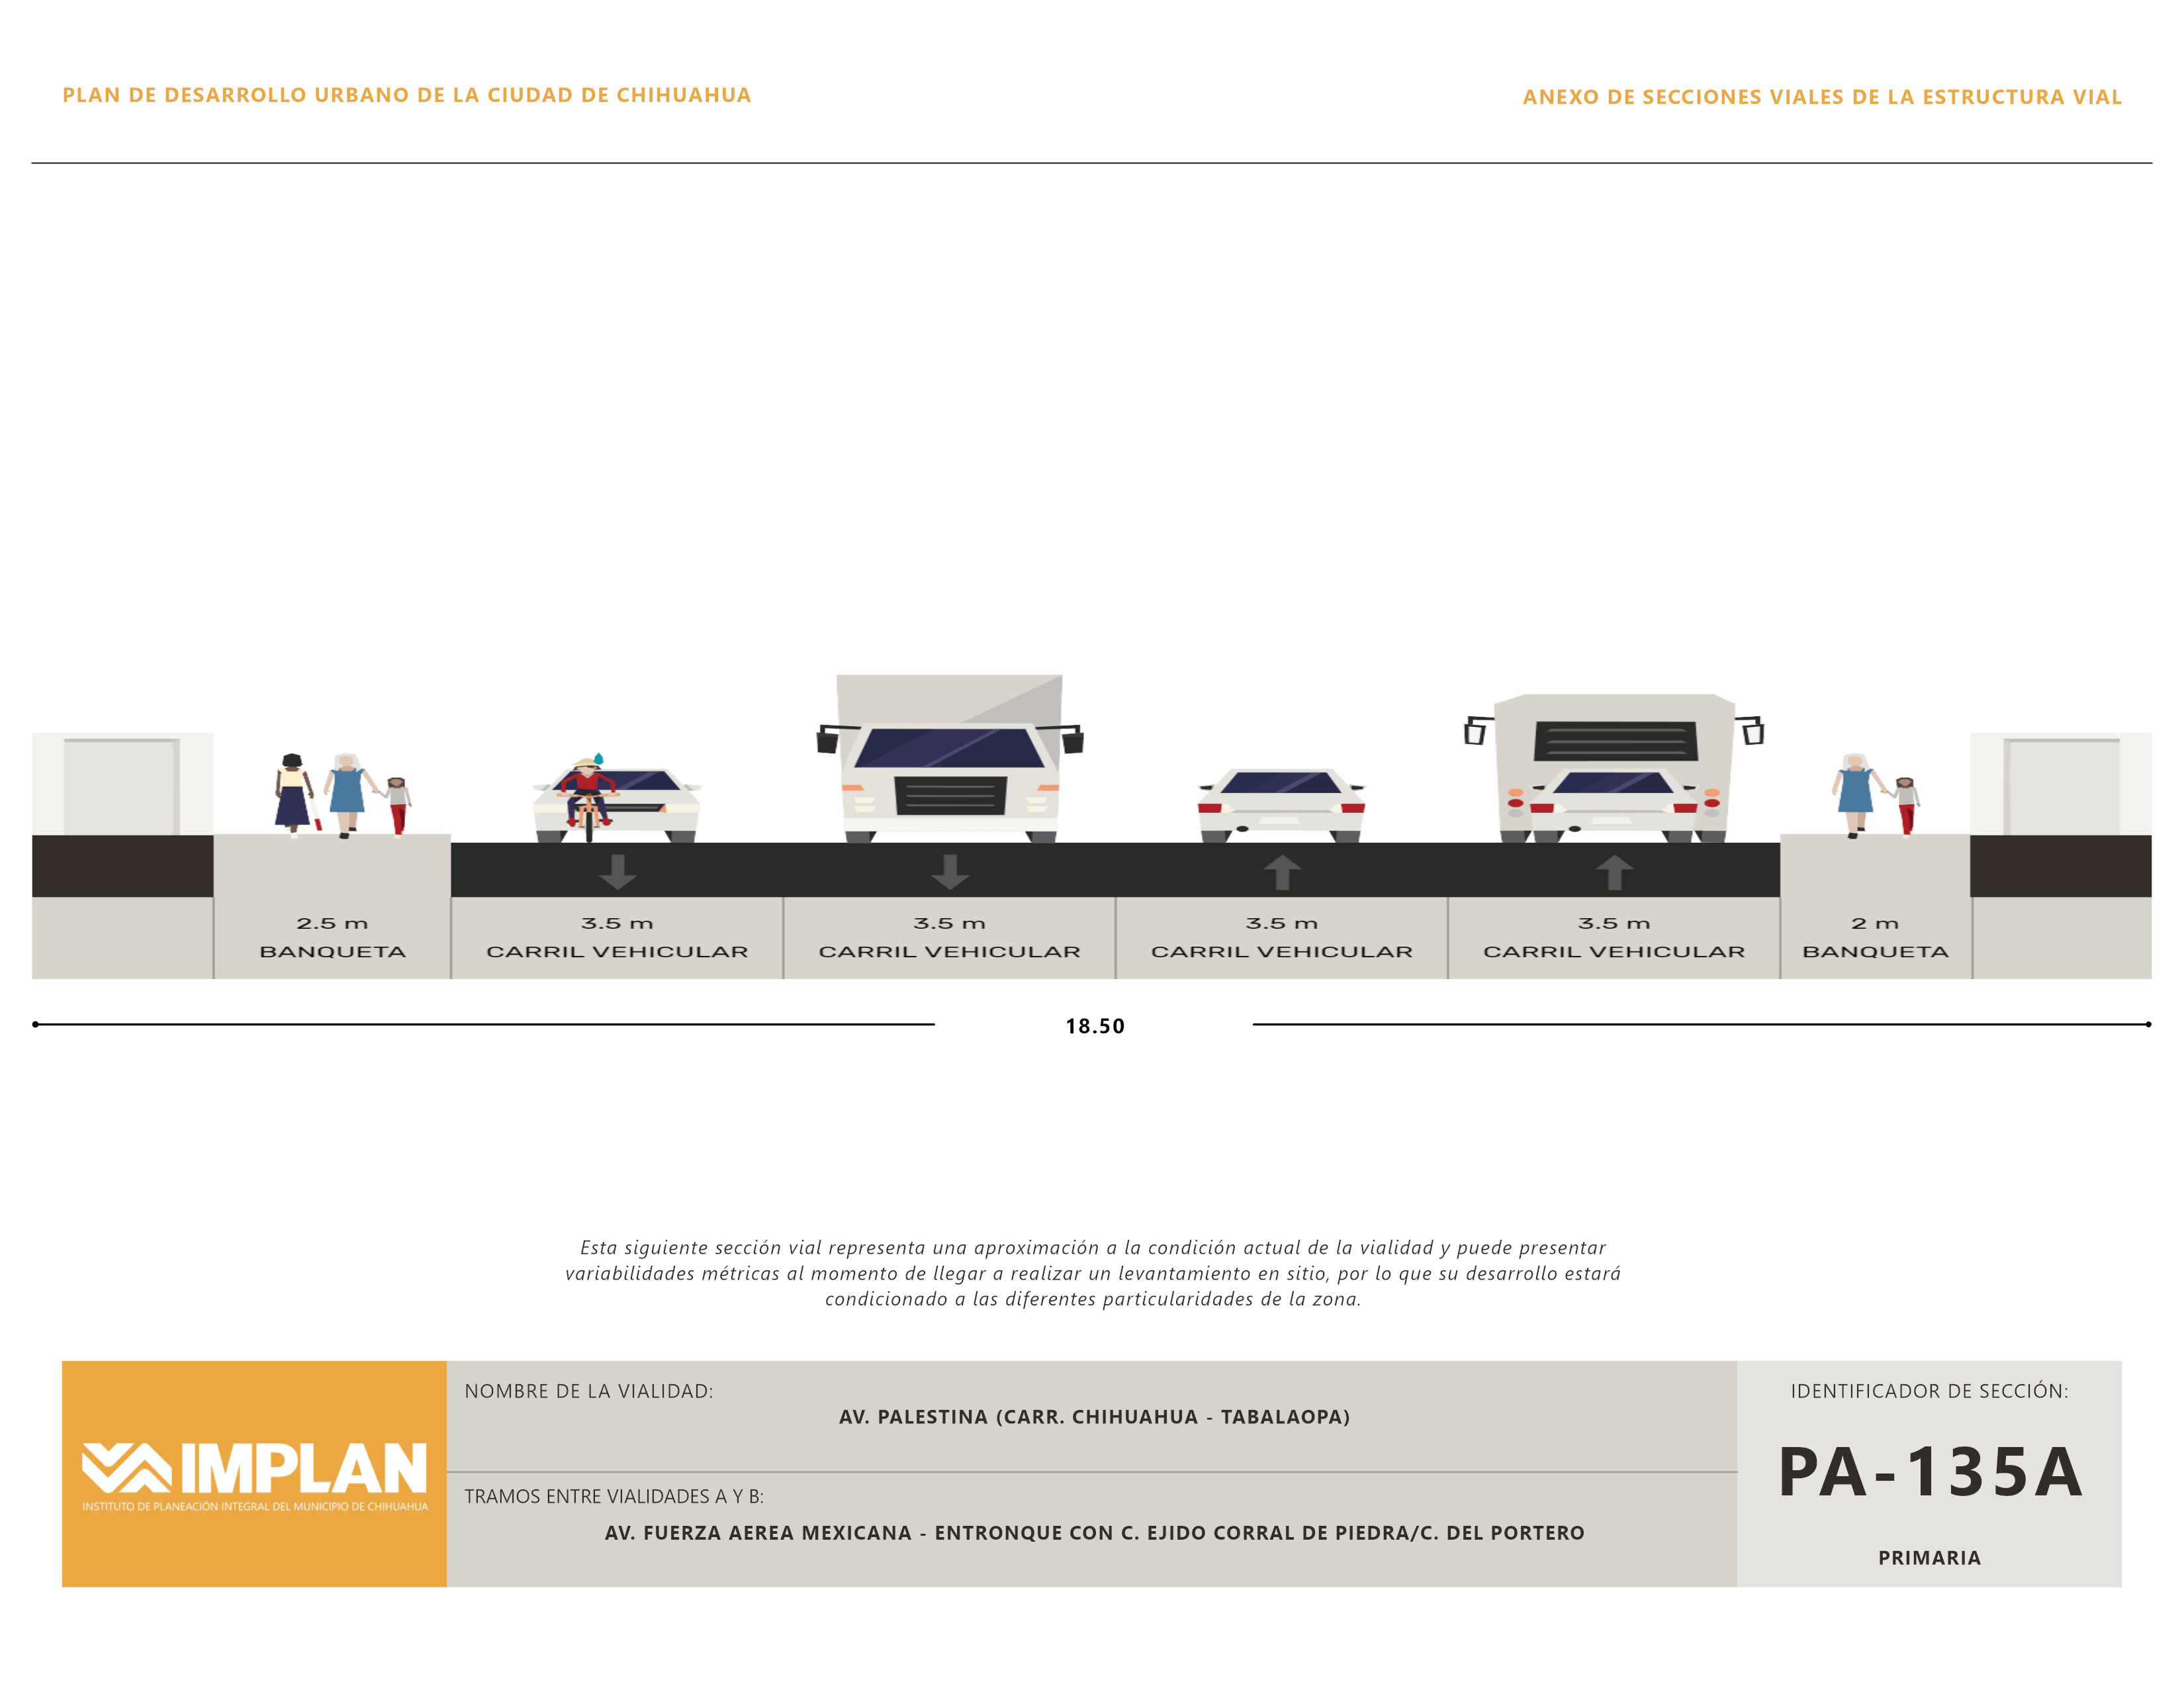 PLAN DE DESARROLLO URBANO DE LA CIUDAD DE CHIHUAHUA
ANEXO DE SECCIONES VIALES DE LA ESTRUCTURA VIAL
2.5 m
BANQUETA
3.5 m
CARRIL VEHICULAR
3.5 m
CARRIL VEHICULAR
3.5 m
CARRIL VEHICULAR
3.5 m
CARRIL VEHICULAR
2 m
BANQUETA
18.50
Esta siguiente sección vial representa una aproximación a la condición actual de la vialidad y puede presentar
variabilidades métricas al momento de llegar a realizar un levantamiento en sitio, por lo que su desarrollo estará
condicionado a las diferentes particularidades de la zona.
IMPLAN
INSTITUTO DE PLANEACIÓN INTEGRAL DEL MUNICIPIO DE CHIHUAHUA
NOMBRE DE LA VIALIDAD:
AV. PALESTINA (CARR. CHIHUAHUA - TABALAOPA)
TRAMOS ENTRE VIALIDADES A Y B:
AV. FUERZA AEREA MEXICANA - ENTRONQUE CON C. EJIDO CORRAL DE PIEDRA/C. DEL PORTERO
IDENTIFICADOR DE SECCIÓN:
PA-135A
PRIMARIA